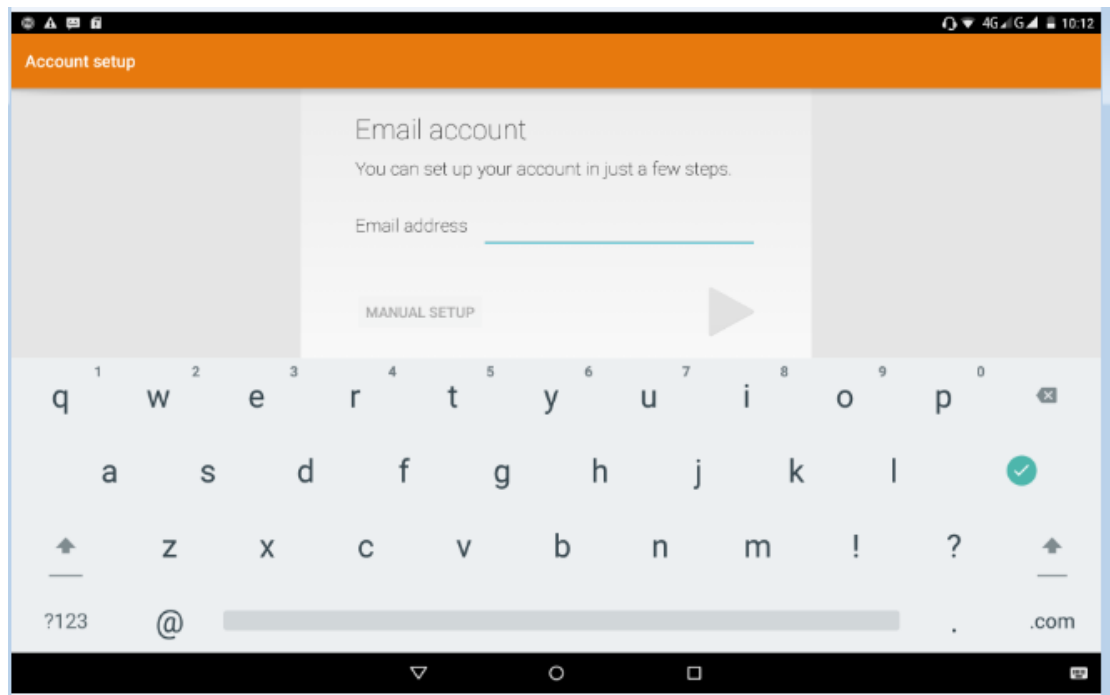 4G G 10:12
Account setup
Email account
You can set up your account in just a few steps.
Email address
MANUAL SETUP
1 2 3 4 5 6 7 8 9 0
q w e r t y u i o p
a s d f g h j k l
z x c v b n m ! ?
?123 @ . .com